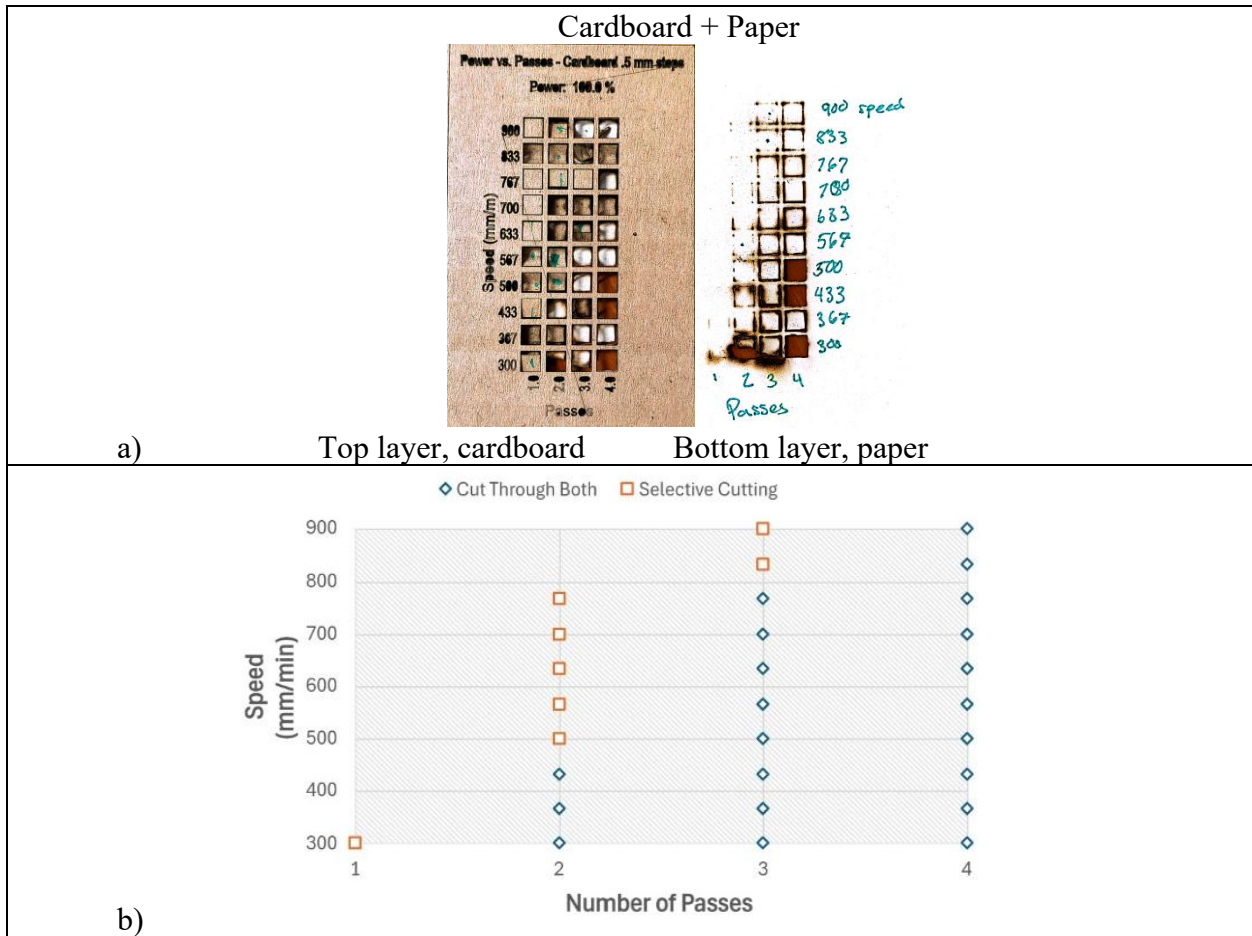 Cardboard + Paper
Power vs. Passes - Cardboard .5 mm steps
Power: 100.0 %
900
833
767
700
633
567
500
433
367
300
Speed (mm/m)
1.0 2.0 3.0 4.0
Passes
900 speed
833
767
700
633
567
500
433
367
300
1 2 3 4
Passes
a) Top layer, cardboard Bottom layer, paper
Cut Through Both Selective Cutting
900
800
700
600
500
400
300
Speed
(mm/min)
1 2 3 4
Number of Passes
b)